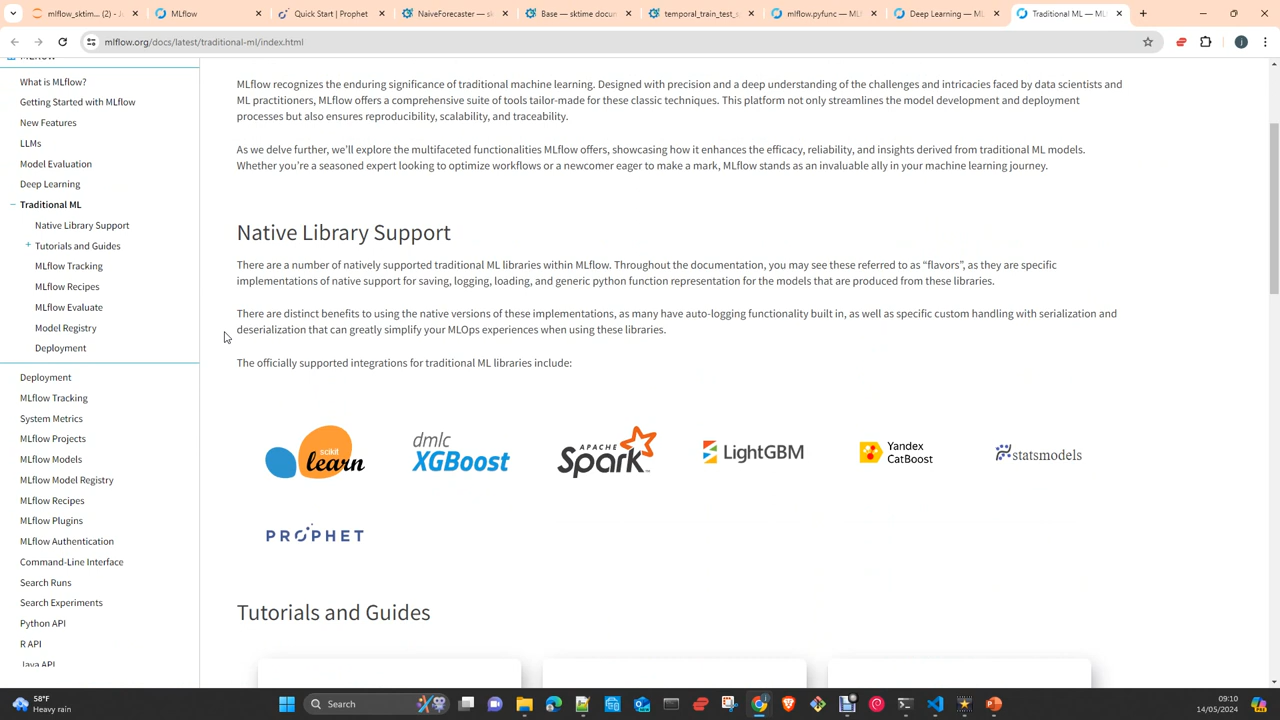 mlflow_sktim... (2) - J
MLflow
Quick Start | Prophet
NaiveForecaster — sk
Base — sktime docum
temporal_train_test_s
mlflow.pyfunc — ML
Deep Learning — ML
Traditional ML — ML
mlflow.org/docs/latest/traditional-ml/index.html
What is MLflow?
Getting Started with MLflow
New Features
LLMs
Model Evaluation
Deep Learning
Traditional ML
Native Library Support
Tutorials and Guides
MLflow Tracking
MLflow Recipes
MLflow Evaluate
Model Registry
Deployment
Deployment
MLflow Tracking
System Metrics
MLflow Projects
MLflow Models
MLflow Model Registry
MLflow Recipes
MLflow Plugins
MLflow Authentication
Command-Line Interface
Search Runs
Search Experiments
Python API
R API
Java API
MLflow recognizes the enduring significance of traditional machine learning. Designed with precision and a deep understanding of the challenges and intricacies faced by data scientists and
ML practitioners, MLflow offers a comprehensive suite of tools tailor-made for these classic techniques. This platform not only streamlines the model development and deployment
processes but also ensures reproducibility, scalability, and traceability.
As we delve further, we'll explore the multifaceted functionalities MLflow offers, showcasing how it enhances the efficacy, reliability, and insights derived from traditional ML models.
Whether you're a seasoned expert looking to optimize workflows or a newcomer eager to make a mark, MLflow stands as an invaluable ally in your machine learning journey.
Native Library Support
There are a number of natively supported traditional ML libraries within MLflow. Throughout the documentation, you may see these referred to as “flavors”, as they are specific
implementations of native support for saving, logging, loading, and generic python function representation for the models that are produced from these libraries.
There are distinct benefits to using the native versions of these implementations, as many have auto-logging functionality built in, as well as specific custom handling with serialization and
deserialization that can greatly simplify your MLOps experiences when using these libraries.
The officially supported integrations for traditional ML libraries include:
scikit
learn
dmlc
XGBoost
APACHE
Spark
LightGBM
Yandex
CatBoost
statsmodels
PROPHET
Tutorials and Guides
58°F
Heavy rain
Search
09:10
14/05/2024